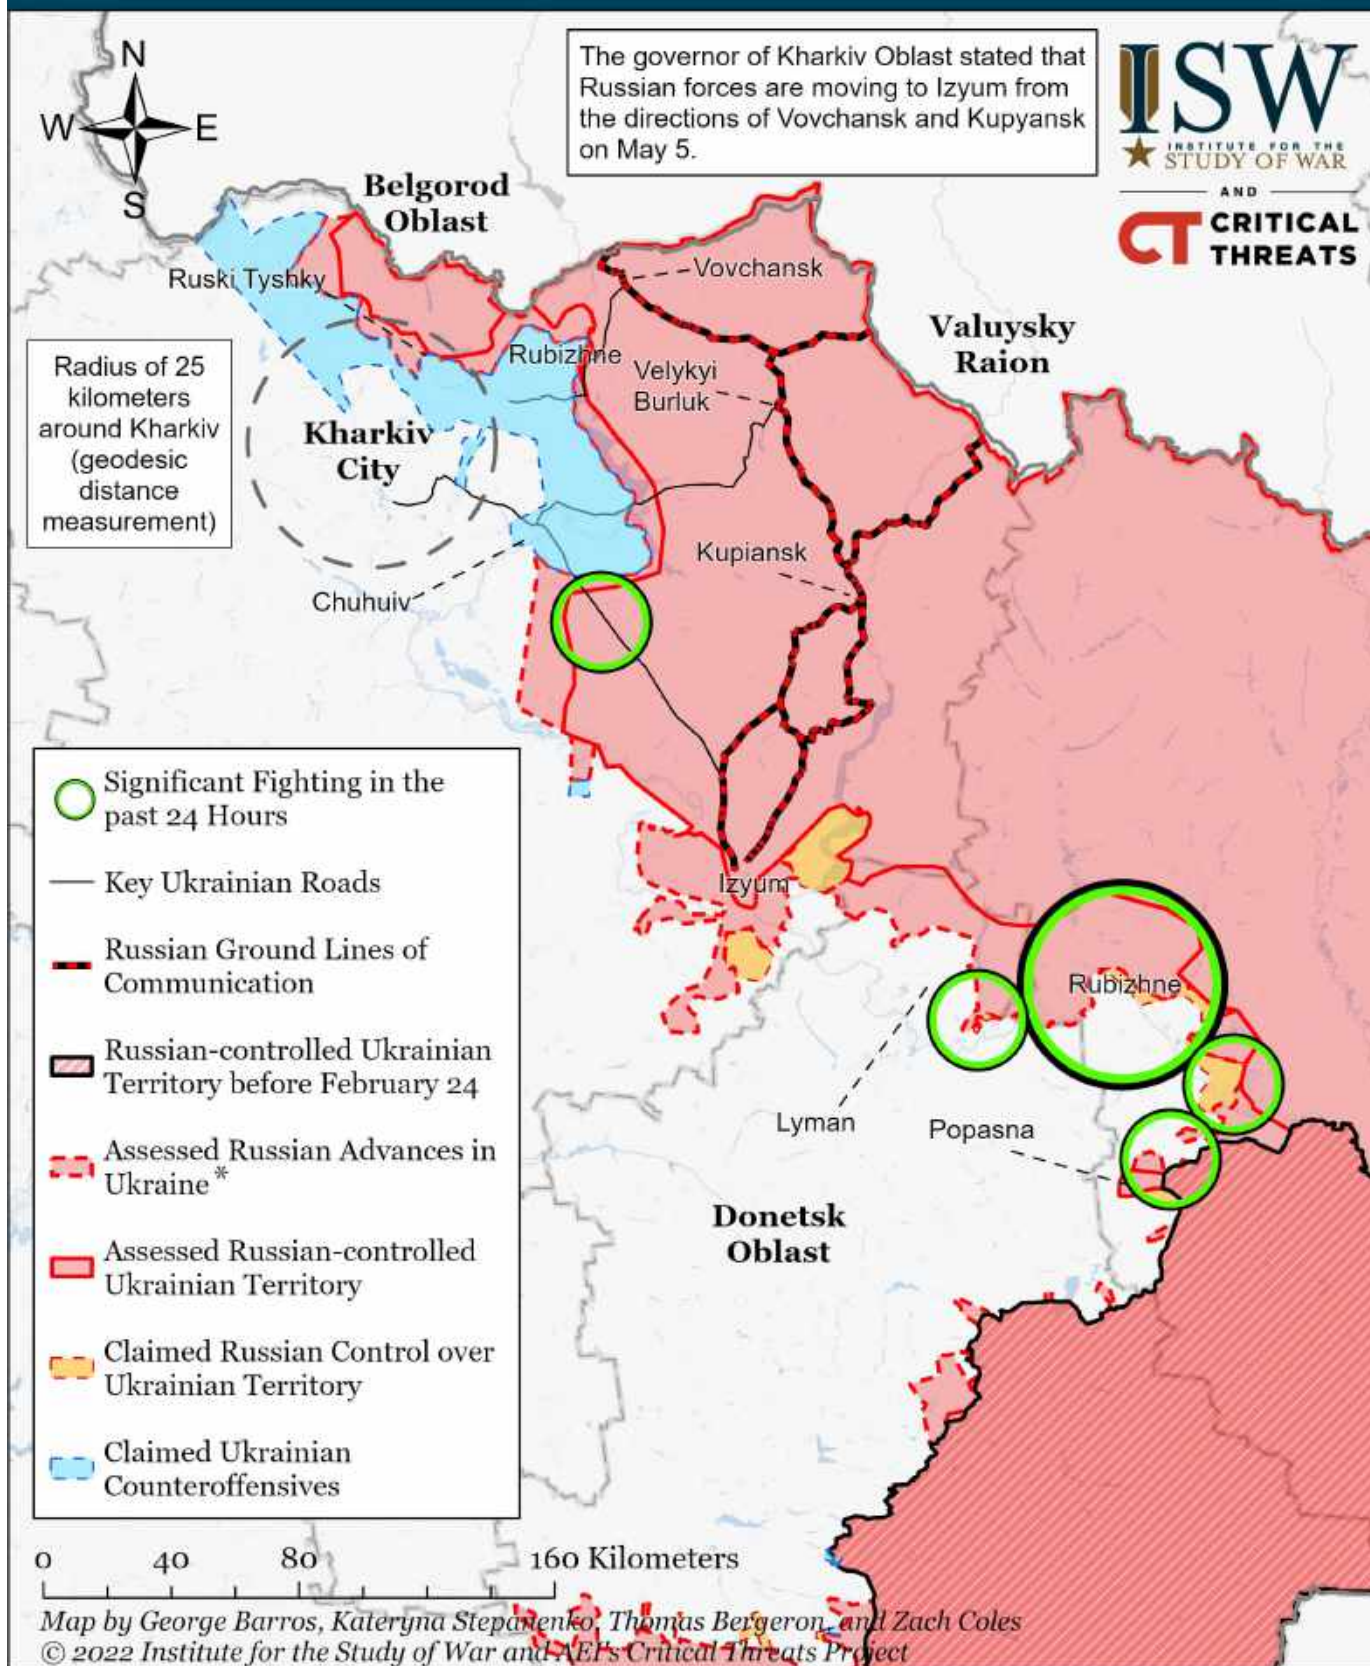 N
W
E
S
The governor of Kharkiv Oblast stated that
Russian forces are moving to Izyum from
the directions of Vovchansk and Kupyansk
on May 5.
ISW
INSTITUTE FOR THE
STUDY OF WAR
AND
CT CRITICAL
THREATS
Belgorod
Oblast
Ruski Tyshky
Vovchansk
Valuysky
Raion
Radius of 25
kilometers
around Kharkiv
(geodesic
distance
measurement)
Rubizhne
Velykyi
Burluk
Kharkiv
City
Kupiansk
Chuhuiv
Significant Fighting in the
past 24 Hours
Key Ukrainian Roads
Russian Ground Lines of
Communication
Russian-controlled Ukrainian
Territory before February 24
Assessed Russian Advances in
Ukraine*
Assessed Russian-controlled
Ukrainian Territory
Claimed Russian Control over
Ukrainian Territory
Claimed Ukrainian
Counteroffensives
Izyum
Rubizhne
Lyman
Popasna
Donetsk
Oblast
0 40 80 160 Kilometers
Map by George Barros, Kateryna Stepanenko, Thomas Bergeron, and Zach Coles
© 2022 Institute for the Study of War and AEI's Critical Threats Project